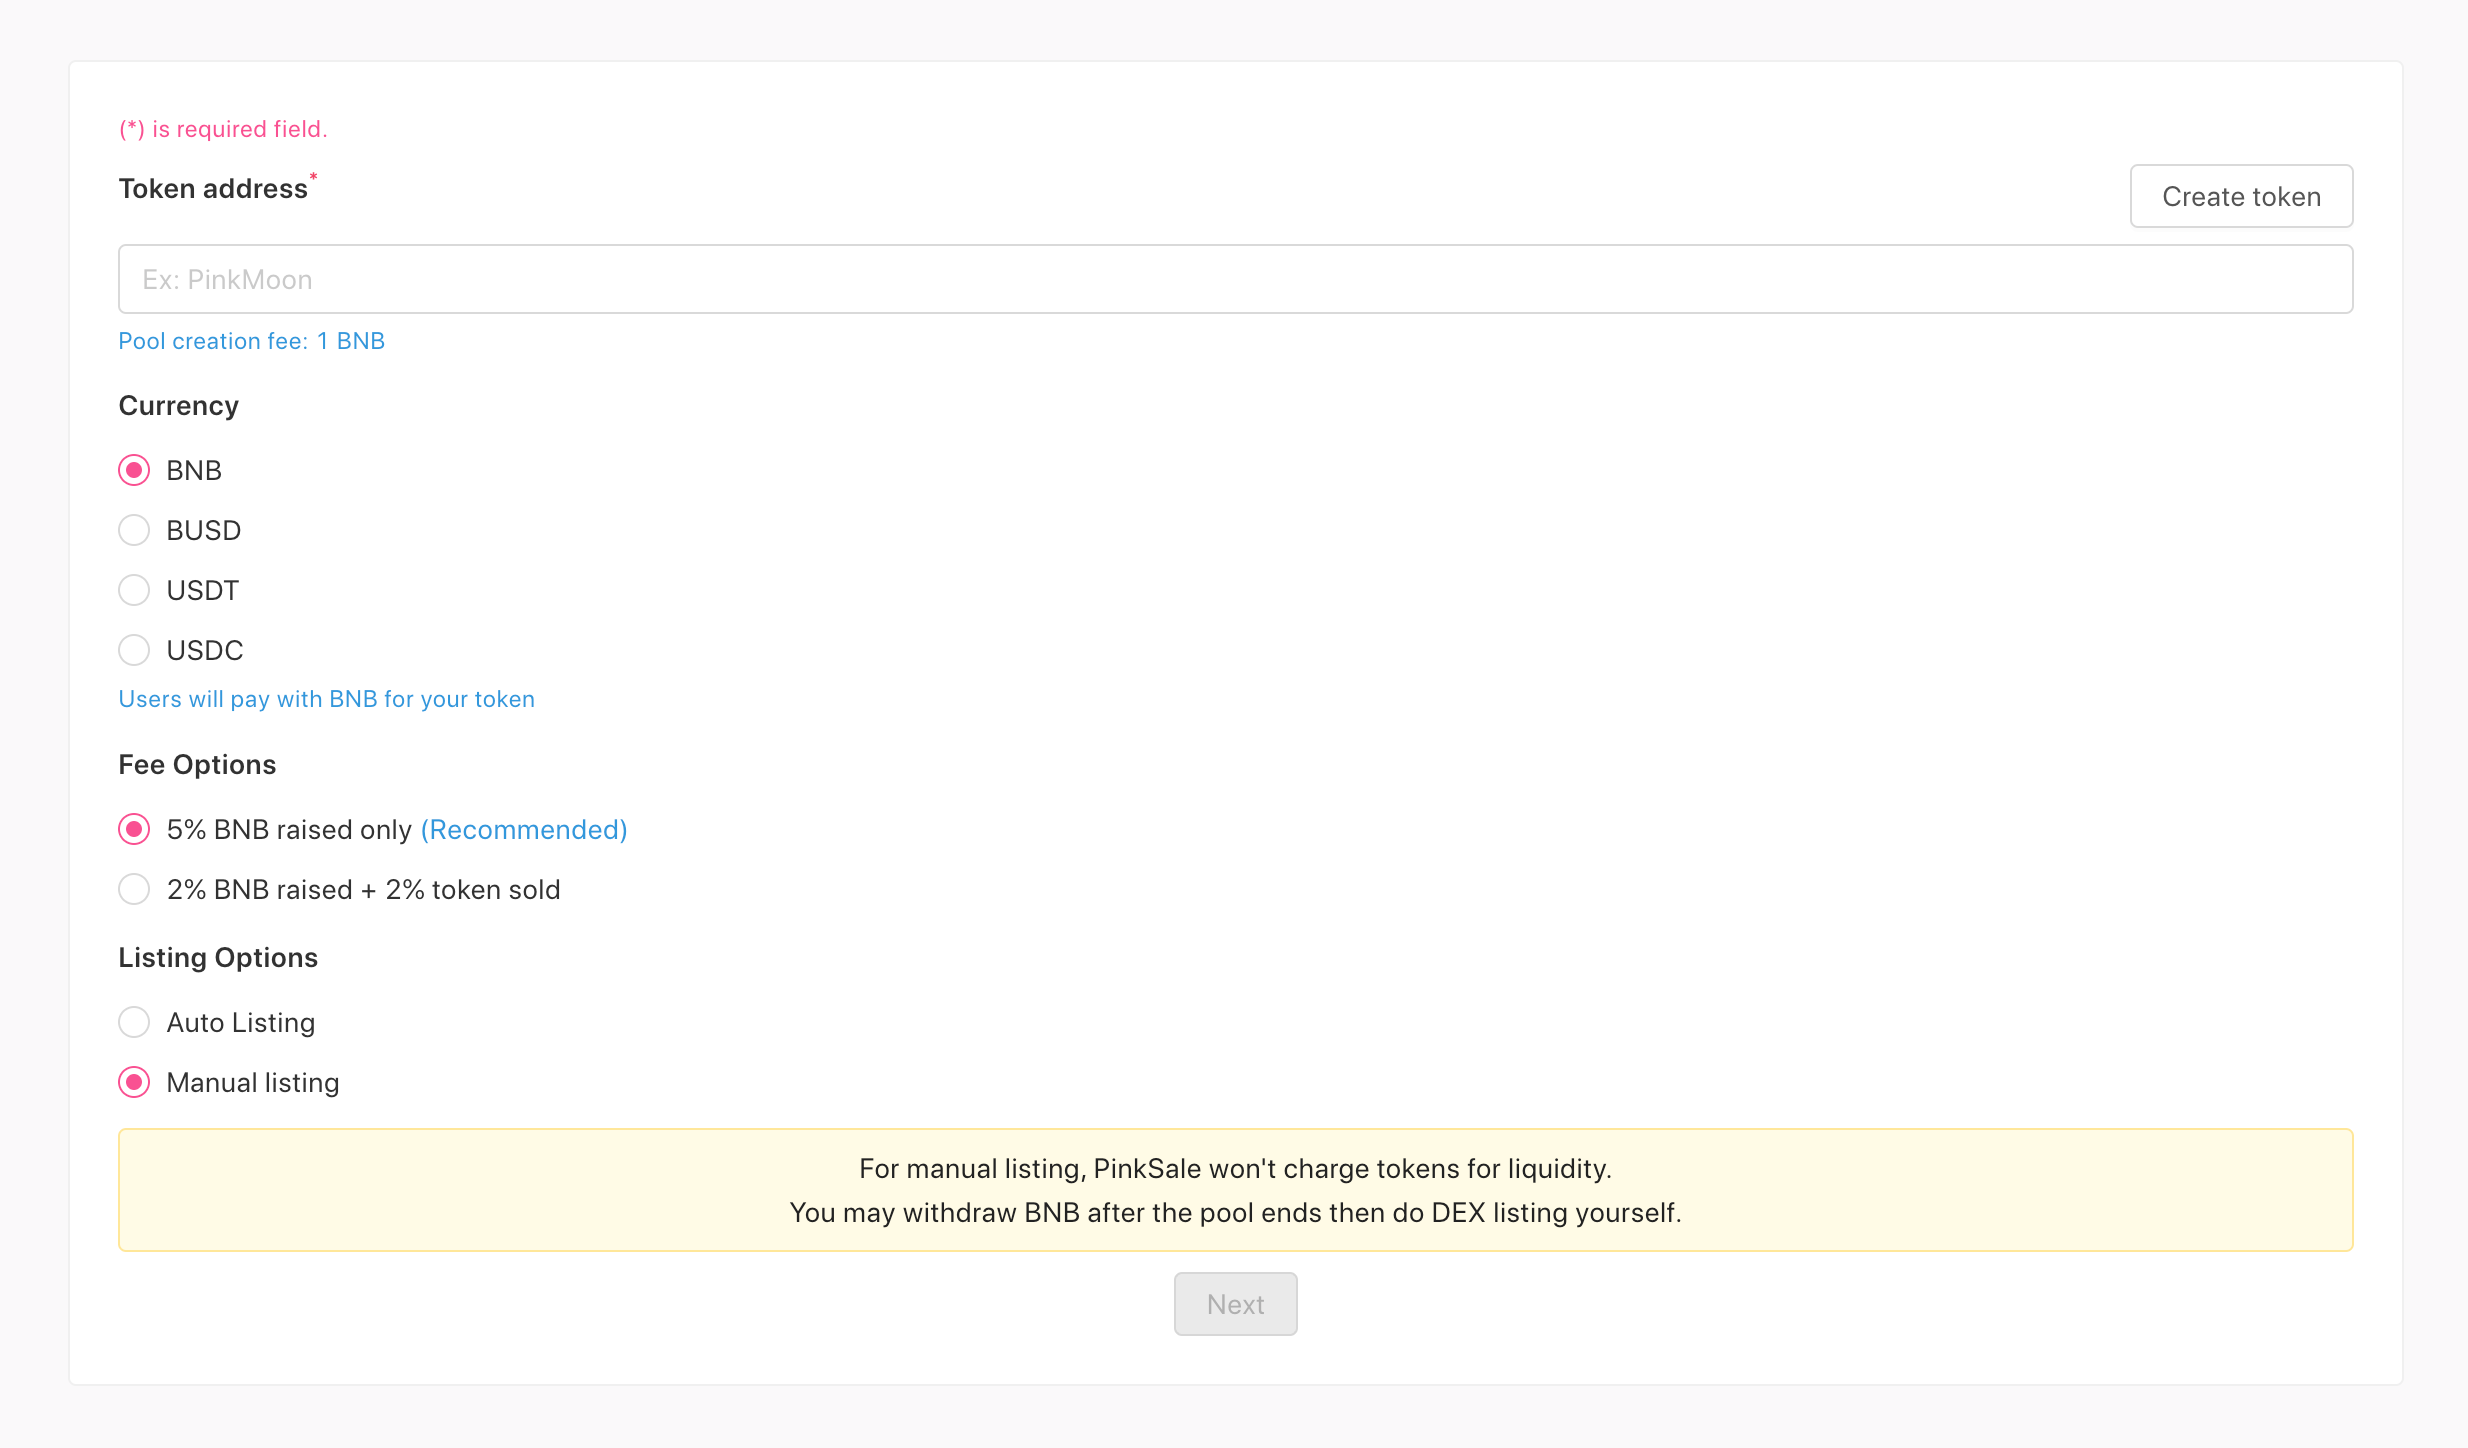 (*) is required field.
Token address*
Create token
Ex: PinkMoon
Pool creation fee: 1 BNB
Currency
BNB
BUSD
USDT
USDC
Users will pay with BNB for your token
Fee Options
5% BNB raised only (Recommended)
2% BNB raised + 2% token sold
Listing Options
Auto Listing
Manual listing
For manual listing, PinkSale won't charge tokens for liquidity.
You may withdraw BNB after the pool ends then do DEX listing yourself.
Next